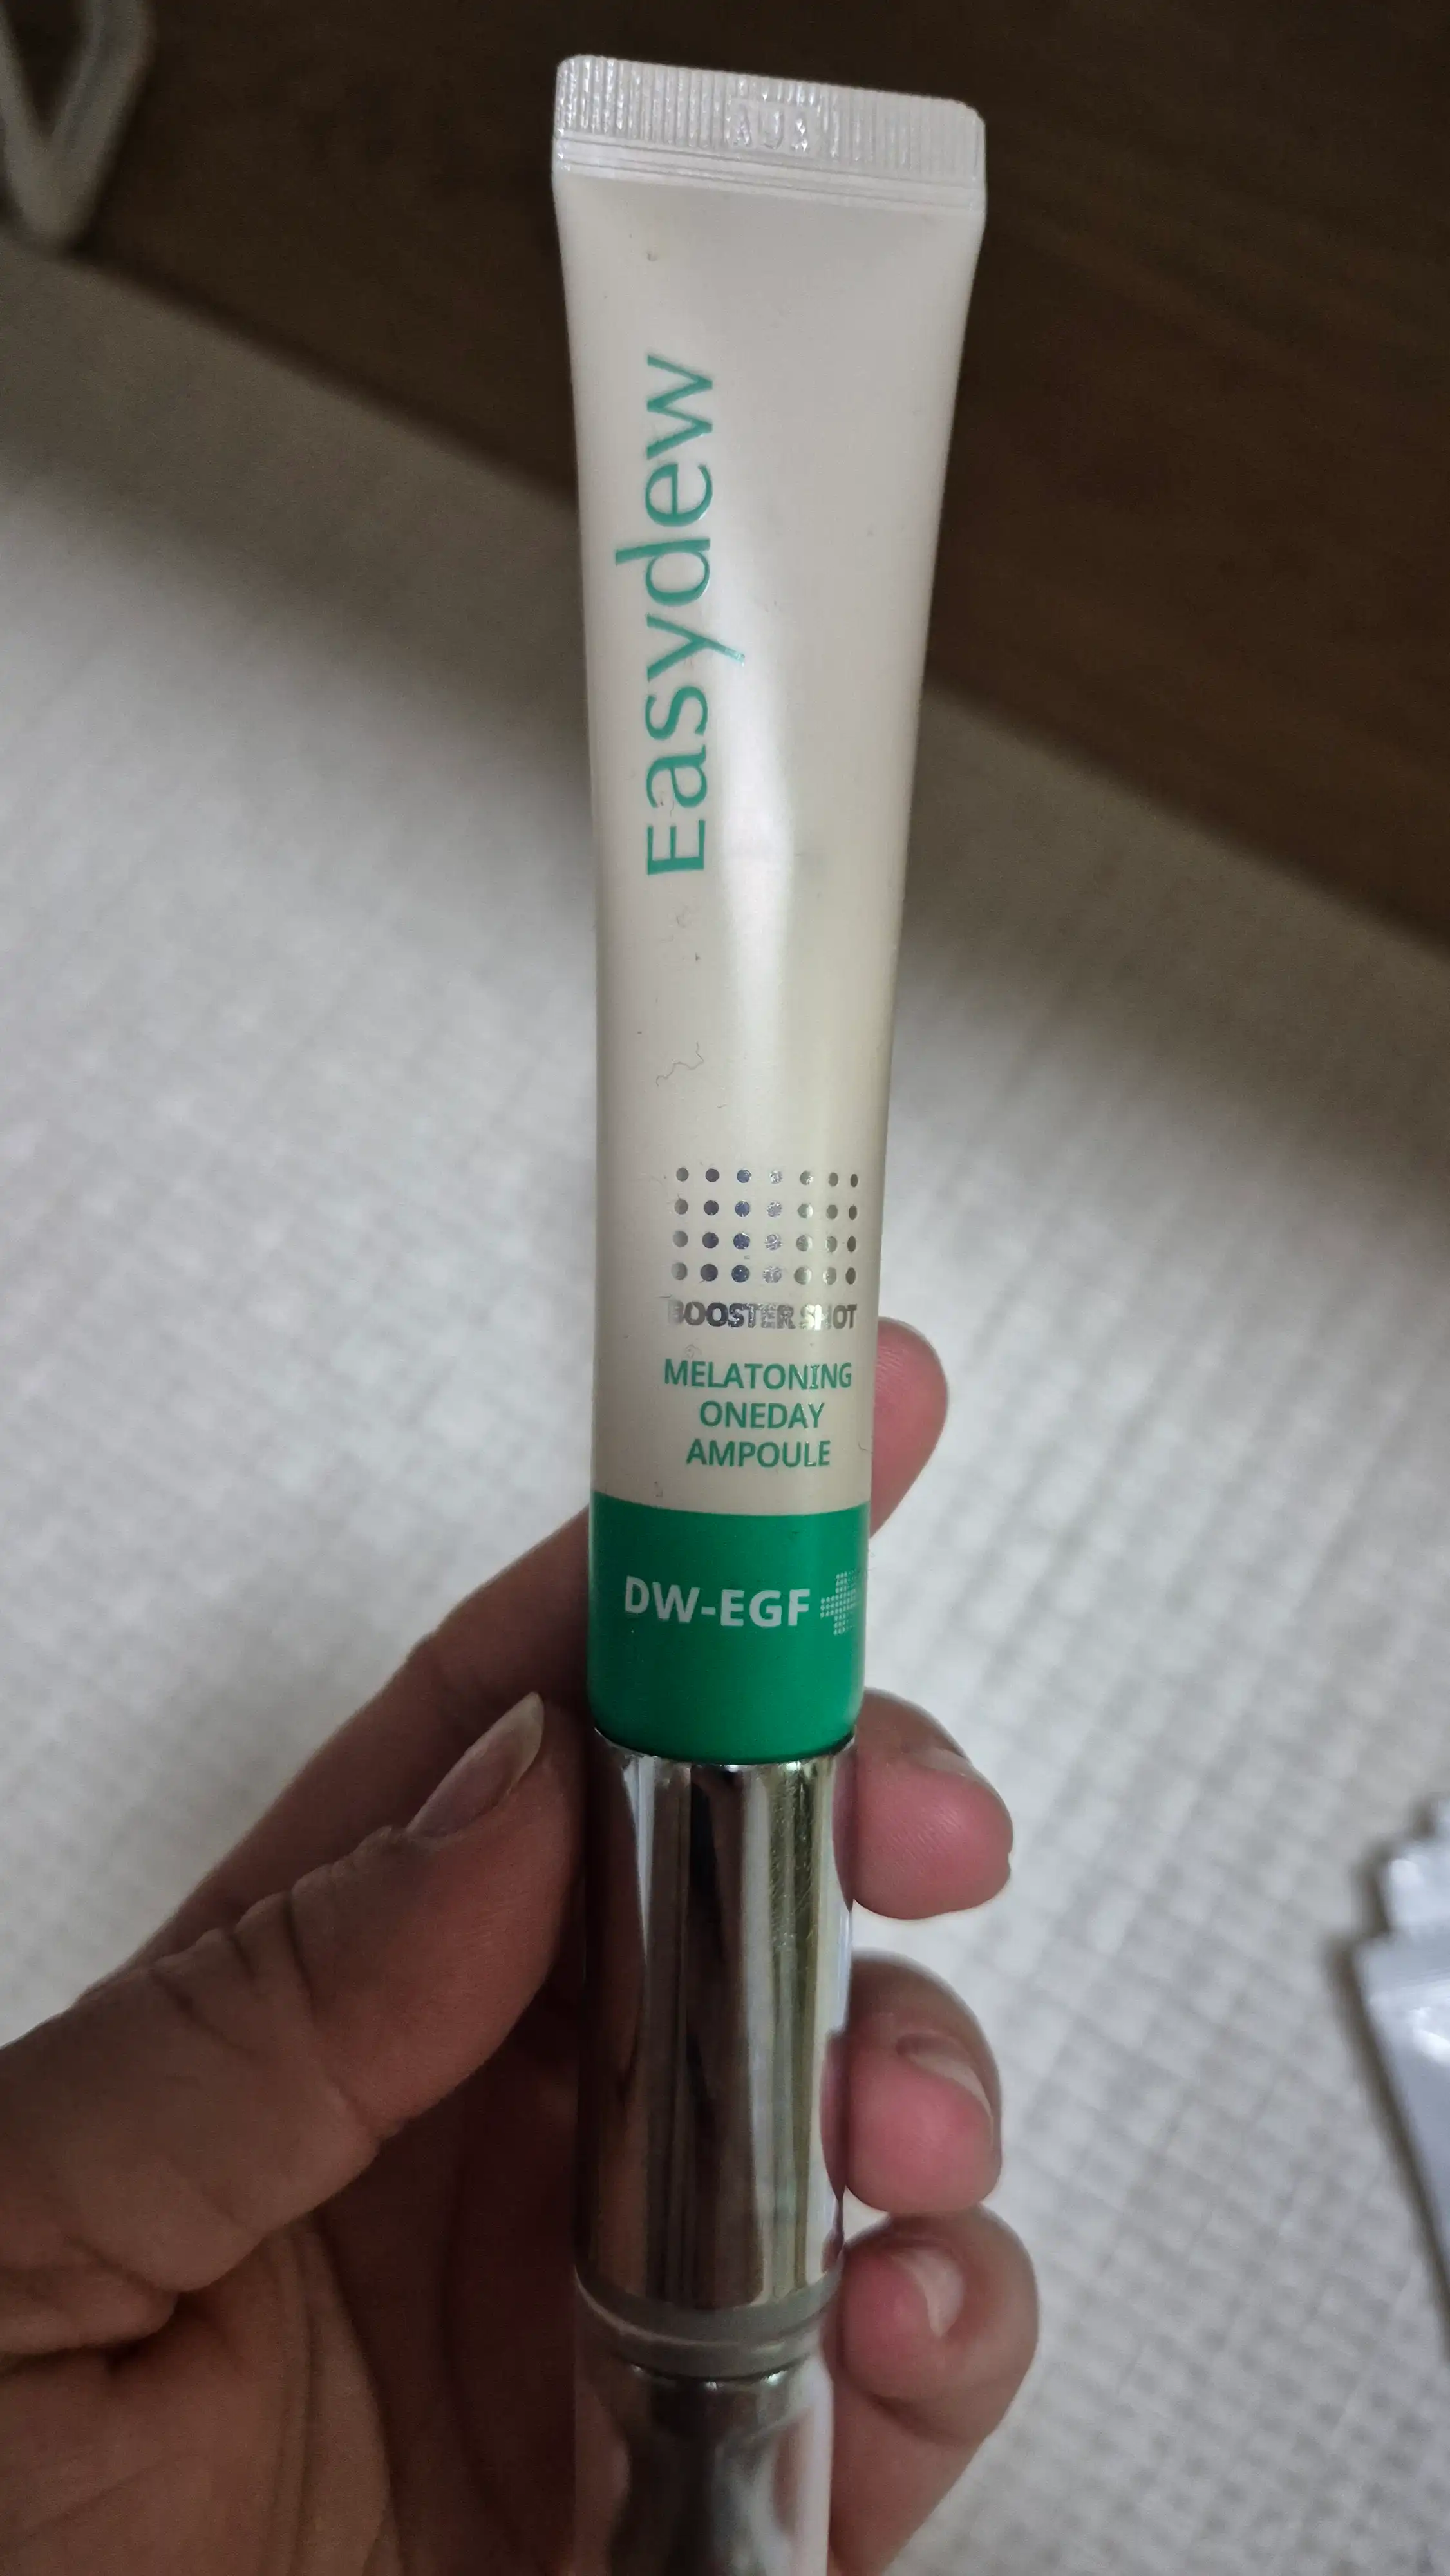 Easydew
BOOSTER SHOT
MELATONING
ONEDAY
AMPOULE
DW-EGF